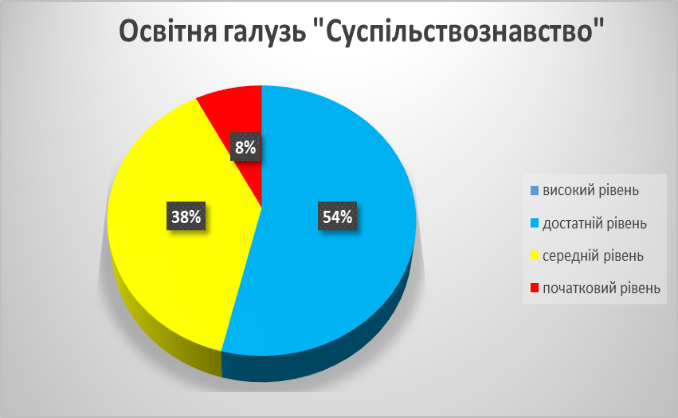 Освітня галузь "Суспільствознавство"
8%
38%
54%
високий рівень
достатній рівень
середній рівень
початковий рівень